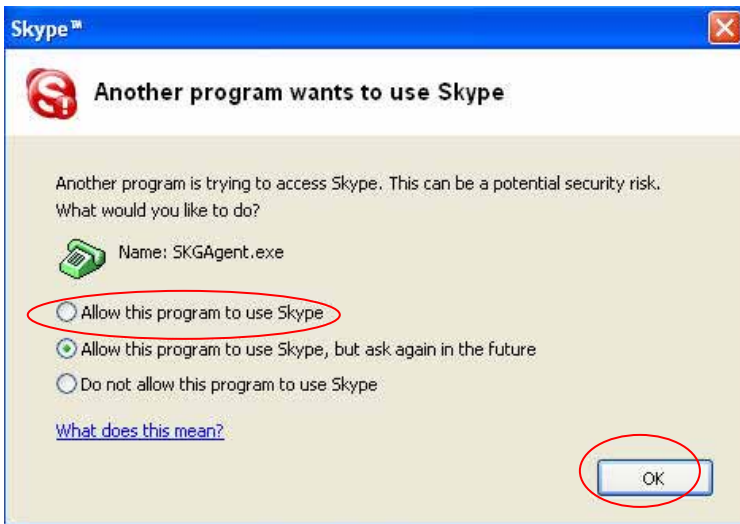 Skype™
Another program wants to use Skype
Another program is trying to access Skype. This can be a potential security risk.
What would you like to do?
Name: SKGAgent.exe
Allow this program to use Skype
Allow this program to use Skype, but ask again in the future
Do not allow this program to use Skype
What does this mean?
OK